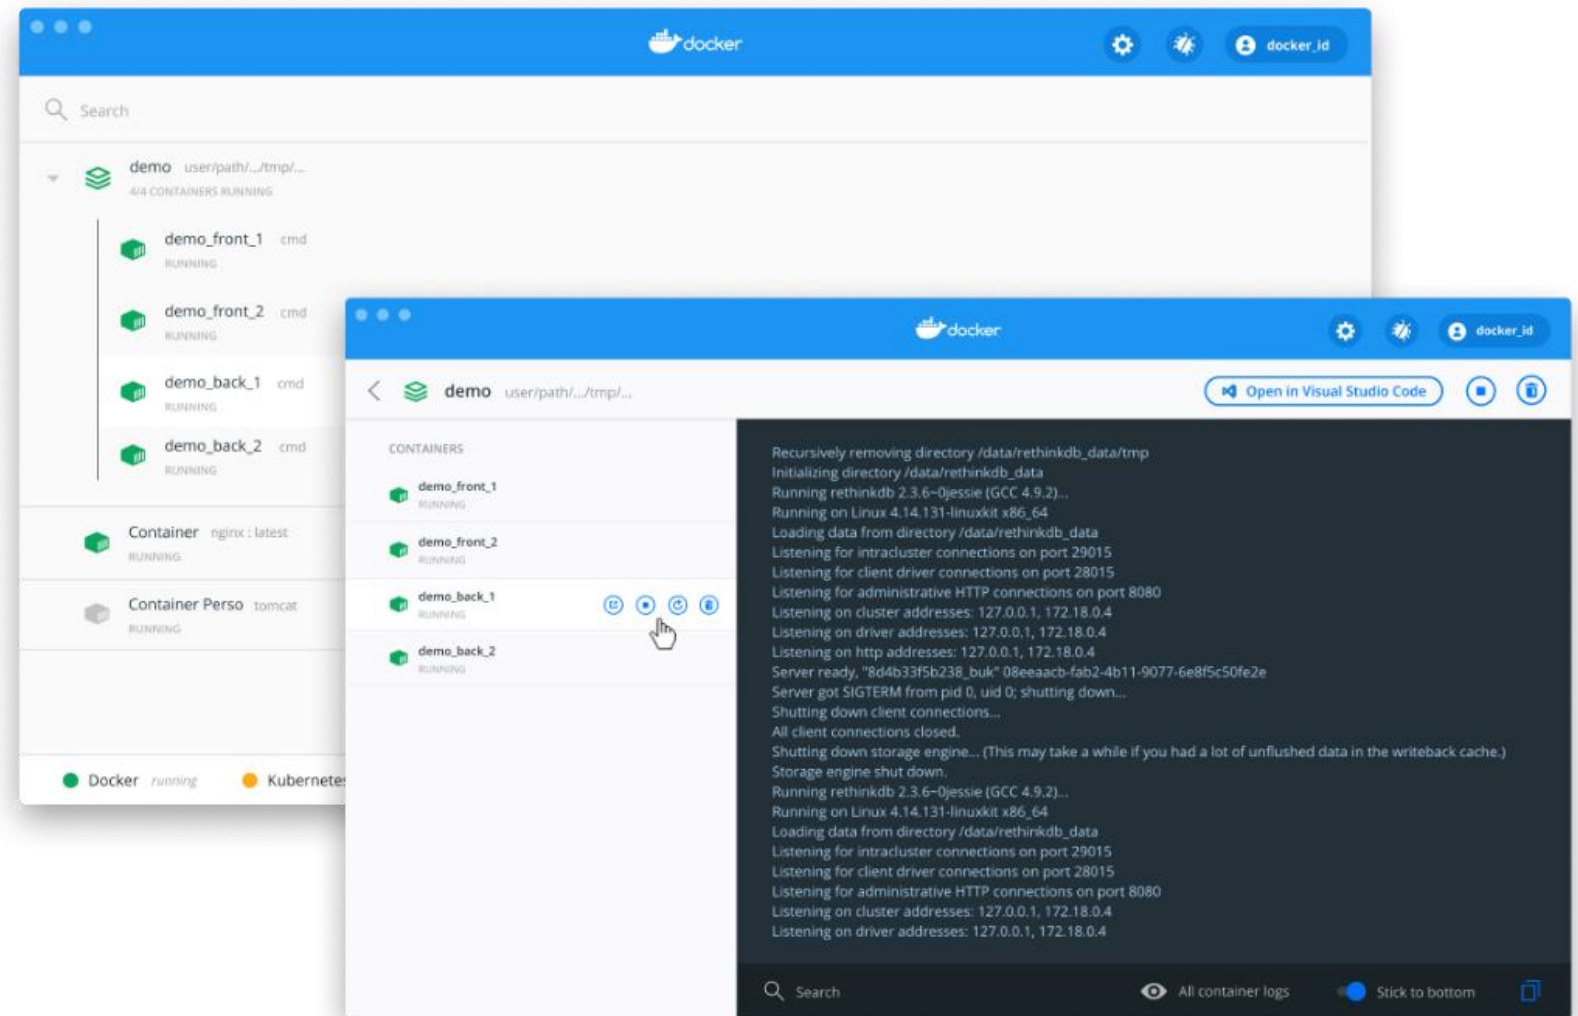 docker
docker_id
Search
demo user/path/.../tmp/...
4/4 CONTAINERS RUNNING
demo_front_1 cmd
RUNNING
demo_front_2 cmd
RUNNING
demo_back_1 cmd
RUNNING
demo_back_2 cmd
RUNNING
Container nginx : latest
RUNNING
Container Perso tomcat
RUNNING
Docker running Kubernetes
docker
docker_id
demo user/path/.../tmp/...
Open in Visual Studio Code
CONTAINERS
demo_front_1
RUNNING
demo_front_2
RUNNING
demo_back_1
RUNNING
demo_back_2
RUNNING
Recursively removing directory /data/rethinkdb_data/tmp
Initializing directory /data/rethinkdb_data
Running rethinkdb 2.3.6~0jessie (GCC 4.9.2)...
Running on Linux 4.14.131-linuxkit x86_64
Loading data from directory /data/rethinkdb_data
Listening for intracluster connections on port 29015
Listening for client driver connections on port 28015
Listening for administrative HTTP connections on port 8080
Listening on cluster addresses: 127.0.0.1, 172.18.0.4
Listening on driver addresses: 127.0.0.1, 172.18.0.4
Listening on http addresses: 127.0.0.1, 172.18.0.4
Server ready, "8d4b33f5b238_buk" 08eeaacb-fab2-4b11-9077-6e8f5c50fe2e
Server got SIGTERM from pid 0, uid 0; shutting down...
Shutting down client connections...
All client connections closed.
Shutting down storage engine... (This may take a while if you had a lot of unflushed data in the writeback cache.)
Storage engine shut down.
Running rethinkdb 2.3.6~0jessie (GCC 4.9.2)...
Running on Linux 4.14.131-linuxkit x86_64
Loading data from directory /data/rethinkdb_data
Listening for intracluster connections on port 29015
Listening for client driver connections on port 28015
Listening for administrative HTTP connections on port 8080
Listening on cluster addresses: 127.0.0.1, 172.18.0.4
Listening on driver addresses: 127.0.0.1, 172.18.0.4
Search
All container logs
Stick to bottom